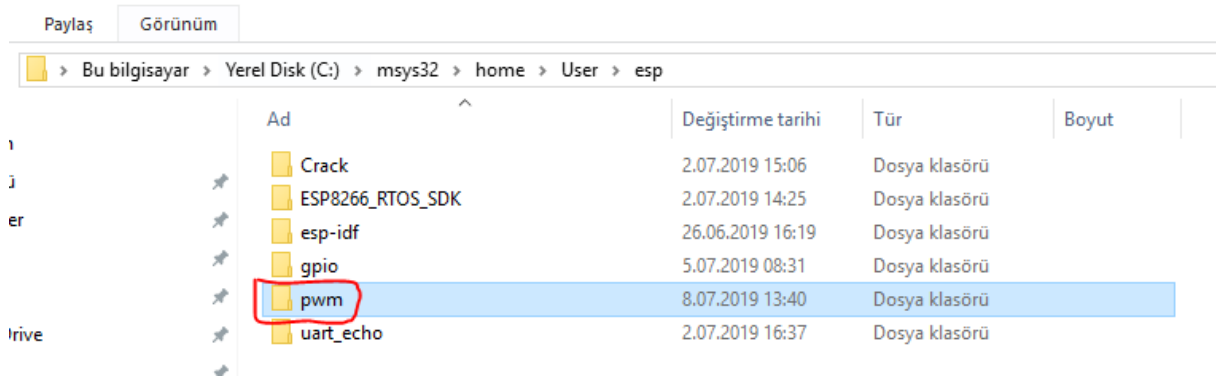 Paylaş Görünüm
Bu bilgisayar > Yerel Disk (C:) > msys32 > home > User > esp
Ad Değiştirme tarihi Tür Boyut
Crack 2.07.2019 15:06 Dosya klasörü
ESP8266_RTOS_SDK 2.07.2019 14:25 Dosya klasörü
esp-idf 26.06.2019 16:19 Dosya klasörü
gpio 5.07.2019 08:31 Dosya klasörü
pwm 8.07.2019 13:40 Dosya klasörü
uart_echo 2.07.2019 16:37 Dosya klasörü